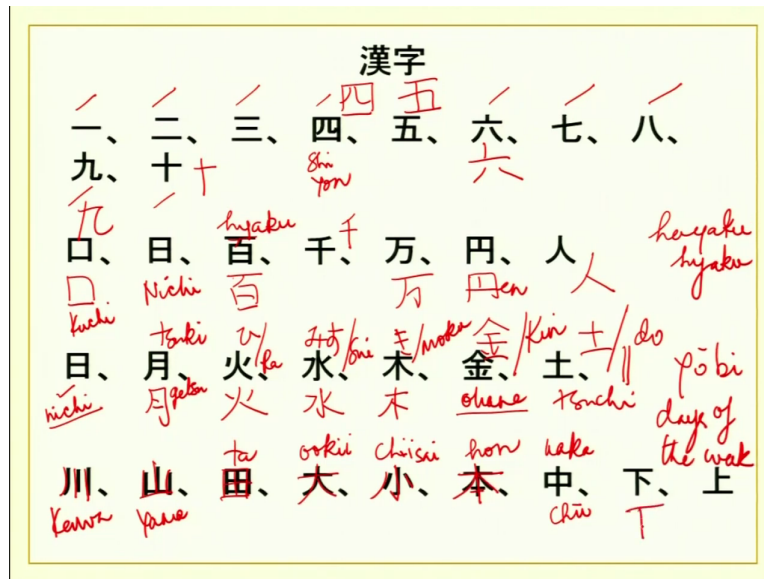 漢字
四 五
一、 二、 三、 四、 五、 六、 七、 八、
九、 十 十
Shi
yon
六
九
hyaku 千
口、 日、 百、 千、 万、 円、 人
口 Nichi 百 万 円en 人
Kuchi
hayaku
hyaku
tsuki ひ/ka みず/sui き/moku 金/Kin 土/do
日、 月、 火、 水、 木、 金、 土、
nichi 月getsu 火 水 木 okane tsuchi
yōbi
days of
the weak
ta ookii chiisai hon naka
川、 山、 田、 大、 小、 本、 中、 下、 上
Kawa Yama chū 下